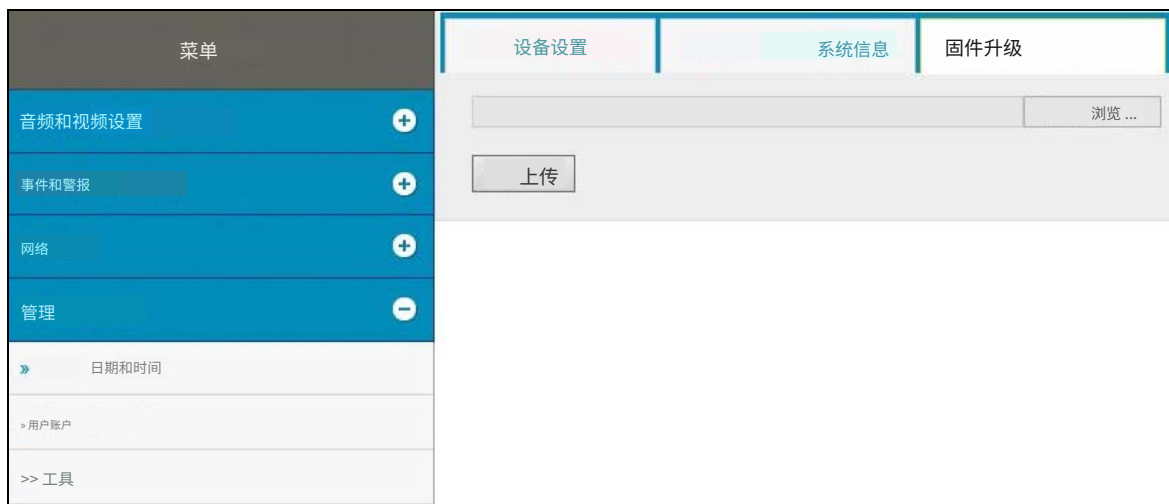 菜单
设备设置
系统信息
固件升级
音频和视频设置
浏览 ...
事件和警报
上传
网络
管理
» 日期和时间
» 用户账户
>> 工具